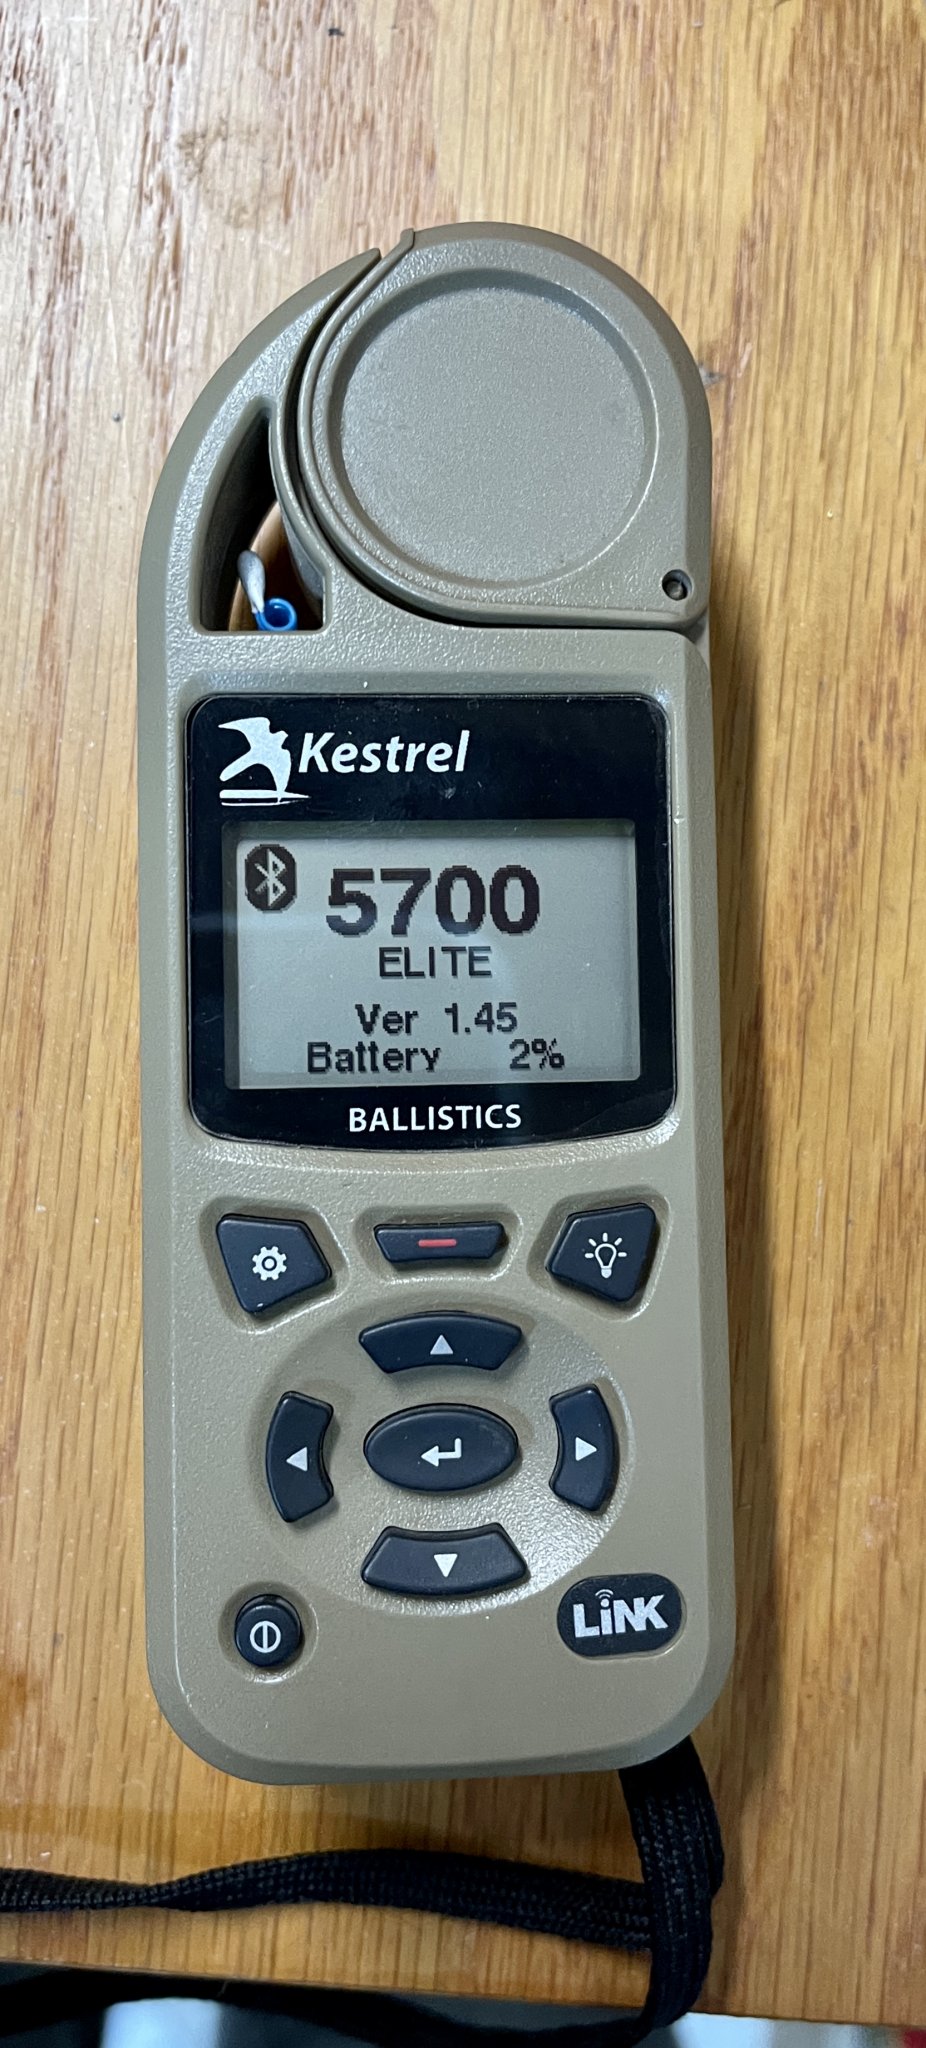 Kestrel
5700
ELITE
Ver 1.45
Battery 2%
BALLISTICS
LiNK